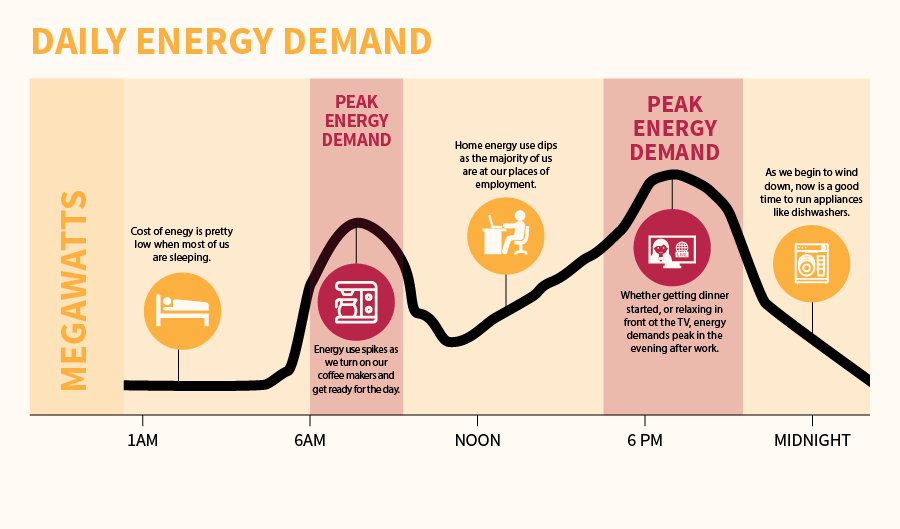 DAILY ENERGY DEMAND
MEGAWATTS
PEAK
ENERGY
DEMAND
PEAK
ENERGY
DEMAND
Cost of enegy is pretty
low when most of us
are sleeping.
Energy use spikes as
we turn on our
coffee makers and
get ready for the day.
Home energy use dips
as the majority of us
are at our places of
employment.
LIVE
Whether getting dinner
started, or relaxing in
front ot the TV, energy
demands peak in the
evening after work.
As we begin to wind
down, now is a good
time to run appliances
like dishwashers.
1AM
6AM
NOON
6 PM
MIDNIGHT